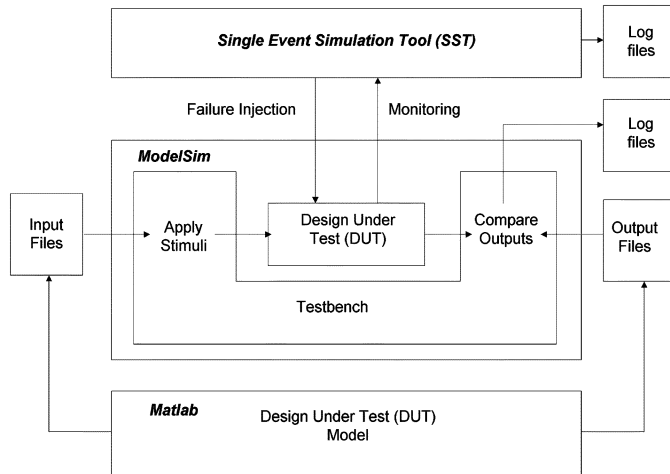 Single Event Simulation Tool (SST)
Log
files
Failure Injection
Monitoring
Log
files
ModelSim
Input
Files
Apply
Stimuli
Design Under
Test (DUT)
Compare
Outputs
Output
Files
Testbench
Matlab
Design Under Test (DUT)
Model